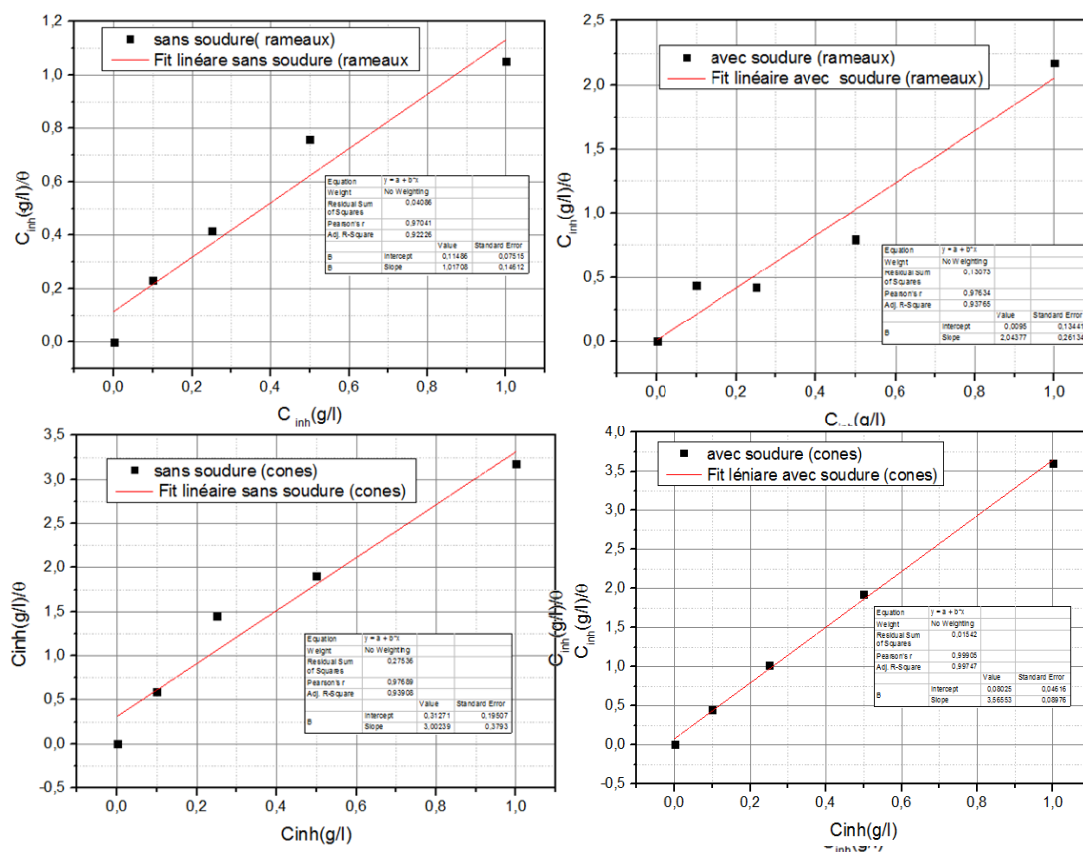 sans soudure( rameaux)
Fit linéare sans soudure (rameaux
1,2
1,0
0,8
0,6
0,4
0,2
0,0
C inh(g/l)/θ
Equation y = a + b*x
Weight No Weighting
Residual Sum of Squares 0,04086
Pearson's r 0,97041
Adj. R-Square 0,92226
Value Standard Error
B Intercept 0,11486 0,07515
B Slope 1,01708 0,14612
0,0 0,2 0,4 0,6 0,8 1,0
C inh(g/l)
avec soudure (rameaux)
Fit linéaire avec soudure (rameaux)
2,5
2,0
1,5
1,0
0,5
0,0
C inh(g/l)/θ
Equation y = a + b*x
Weight No Weighting
Residual Sum of Squares 0,13073
Pearson's r 0,97634
Adj. R-Square 0,93765
Value Standard Error
B Intercept 0,0095 0,13441
Slope 2,04377 0,26134
0,0 0,2 0,4 0,6 0,8 1,0
C inh(g/l)
sans soudure (cones)
Fit linéaire sans soudure (cones)
3,5
3,0
2,5
2,0
1,5
1,0
0,5
0,0
-0,5
Cinh(g/l)/θ
Equation y = a + b*x
Weight No Weighting
Residual Sum of Squares 0,27536
Pearson's r 0,97689
Adj. R-Square 0,93908
Value Standard Error
B Intercept 0,31271 0,19507
Slope 3,00239 0,3793
0,0 0,2 0,4 0,6 0,8 1,0
Cinh(g/l)
avec soudure (cones)
Fit léniare avec soudure (cones)
4,0
3,5
3,0
2,5
2,0
1,5
1,0
0,5
0,0
-0,5
C inh(g/l)/θ
C inh(g/l)/θ
Equation y = a + b*x
Weight No Weighting
Residual Sum of Squares 0,01542
Pearson's r 0,99905
Adj. R-Square 0,99747
Value Standard Error
B Intercept 0,08025 0,04616
Slope 3,56553 0,08976
0,0 0,2 0,4 0,6 0,8 1,0
Cinh(g/l)